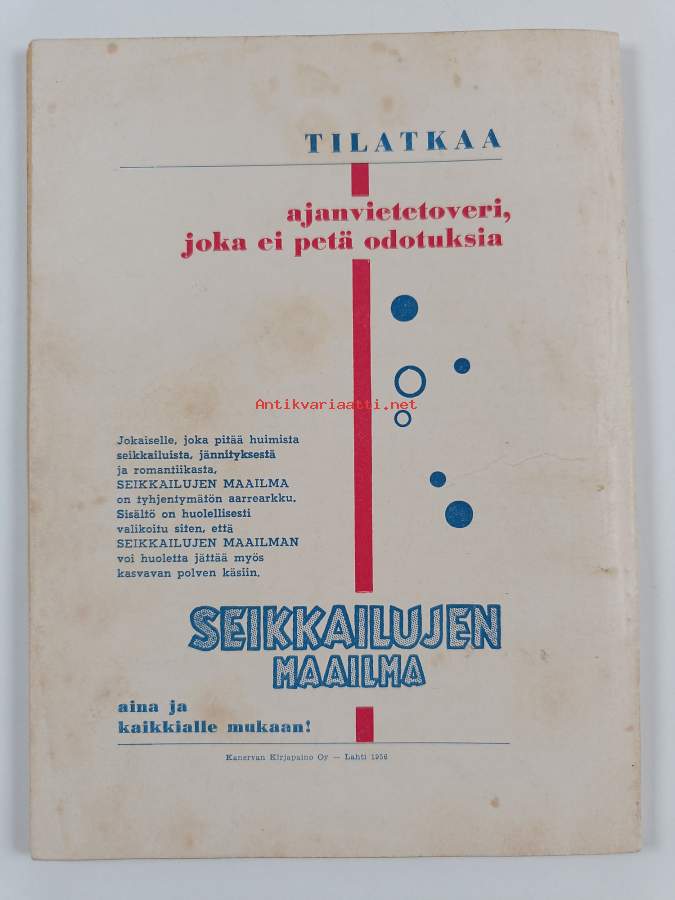 TILATKAA
ajanvietetoveri,
joka ei petä odotuksia
Antikvariaatti.net
Jokaiselle, joka pitää huimista
seikkailuista, jännityksestä
ja romantiikasta,
SEIKKAILUJEN MAAILMA
on tyhjentymätön aarrearkku.
Sisältö on huolellisesti
valikoitu siten, että
SEIKKAILUJEN MAAILMAN
voi huoletta jättää myös
kasvavan polven käsiin.
SEIKKAILUJEN
MAAILMA
aina ja
kaikkialle mukaan!
Kanervan Kirjapaino Oy — Lahti 1956